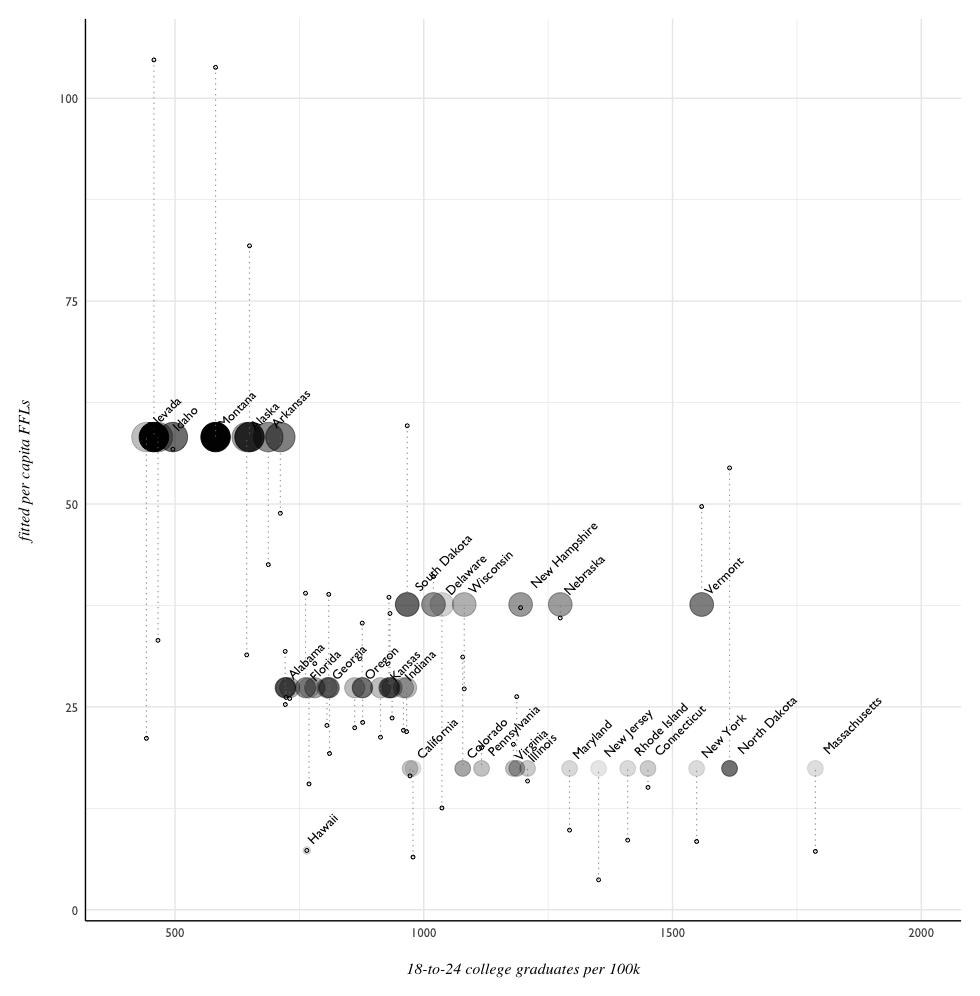 100
75
50
25
0
fitted per capita FFLs
Nevada
Idaho
Montana
Alaska
Arkansas
South Dakota
Delaware
Wisconsin
New Hampshire
Nebraska
Vermont
Alabama
Florida
Georgia
Oregon
Kansas
Indiana
California
Colorado
Pennsylvania
Virginia
Illinois
Maryland
New Jersey
Rhode Island
Connecticut
New York
North Dakota
Massachusetts
Hawaii
500
1000
1500
2000
18-to-24 college graduates per 100k